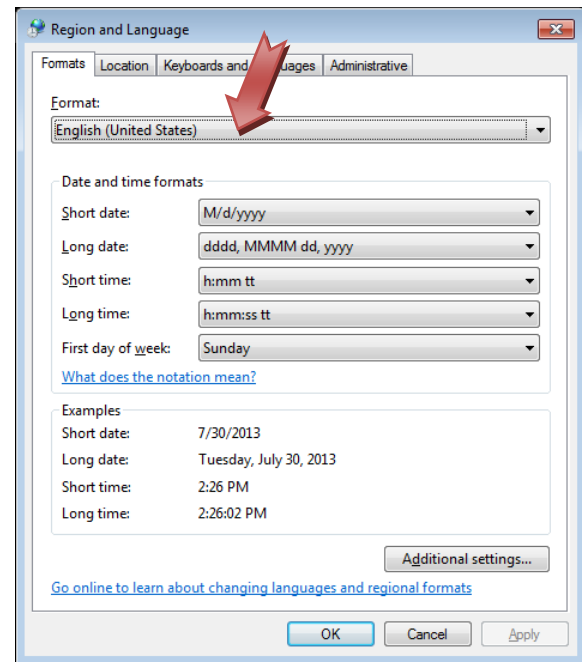 Region and Language
Formats Location Keyboards and Languages Administrative
Format:
English (United States)
Date and time formats
Short date: M/d/yyyy
Long date: dddd, MMMM dd, yyyy
Short time: h:mm tt
Long time: h:mm:ss tt
First day of week: Sunday
What does the notation mean?
Examples
Short date: 7/30/2013
Long date: Tuesday, July 30, 2013
Short time: 2:26 PM
Long time: 2:26:02 PM
Additional settings...
Go online to learn about changing languages and regional formats
OK Cancel Apply